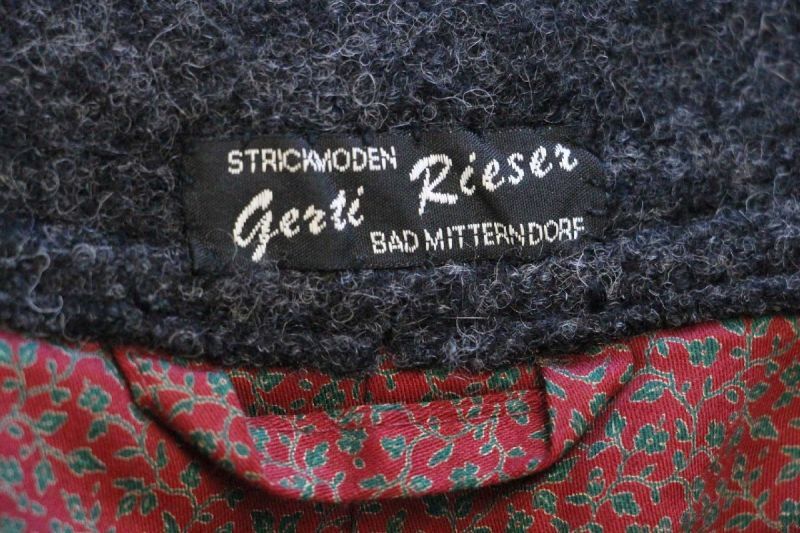 STRICKMODEN
Gerti Rieser
BAD MITTERNDORF